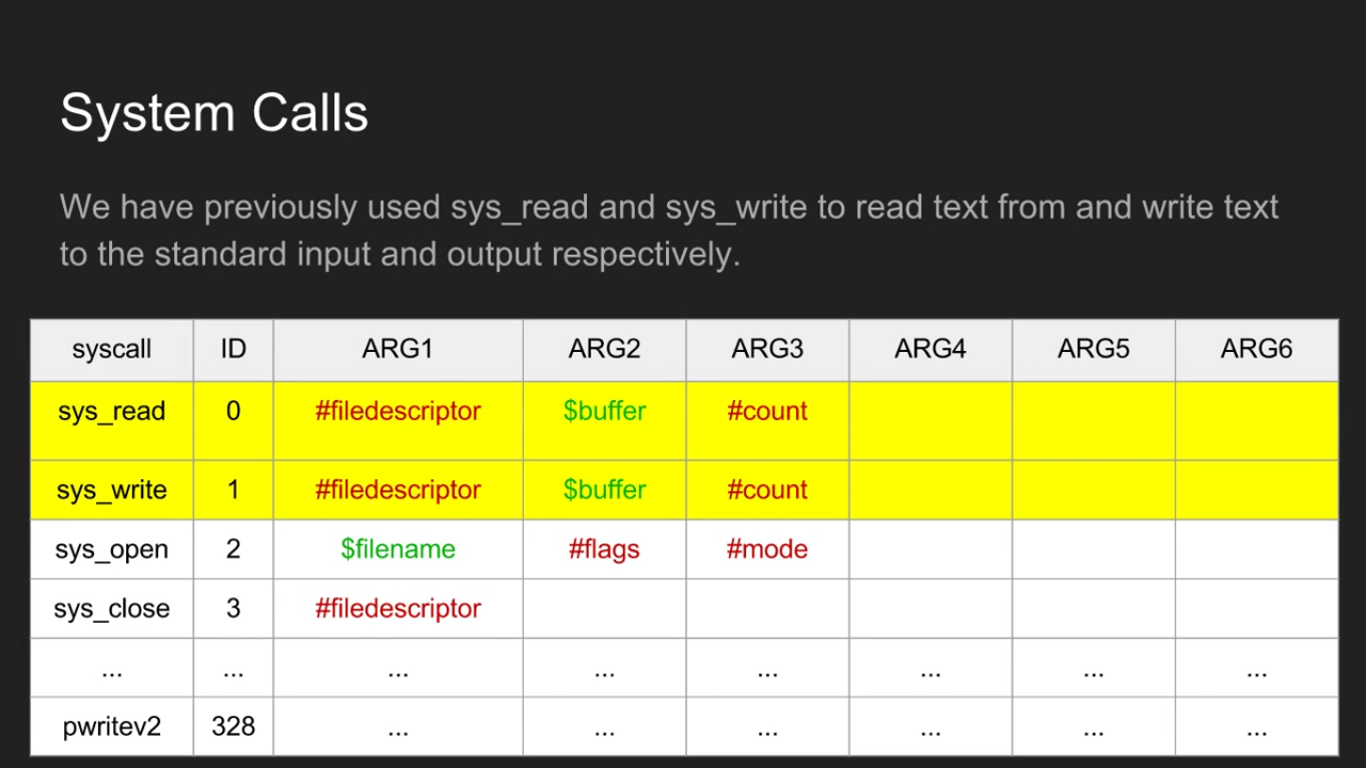 System Calls
We have previously used sys_read and sys_write to read text from and write text
to the standard input and output respectively.
syscall ID ARG1 ARG2 ARG3 ARG4 ARG5 ARG6
sys_read 0 #filedescriptor $buffer #count
sys_write 1 #filedescriptor $buffer #count
sys_open 2 $filename #flags #mode
sys_close 3 #filedescriptor
... ... ... ... ... ... ... ...
pwritev2 328 ... ... ... ... ... ...